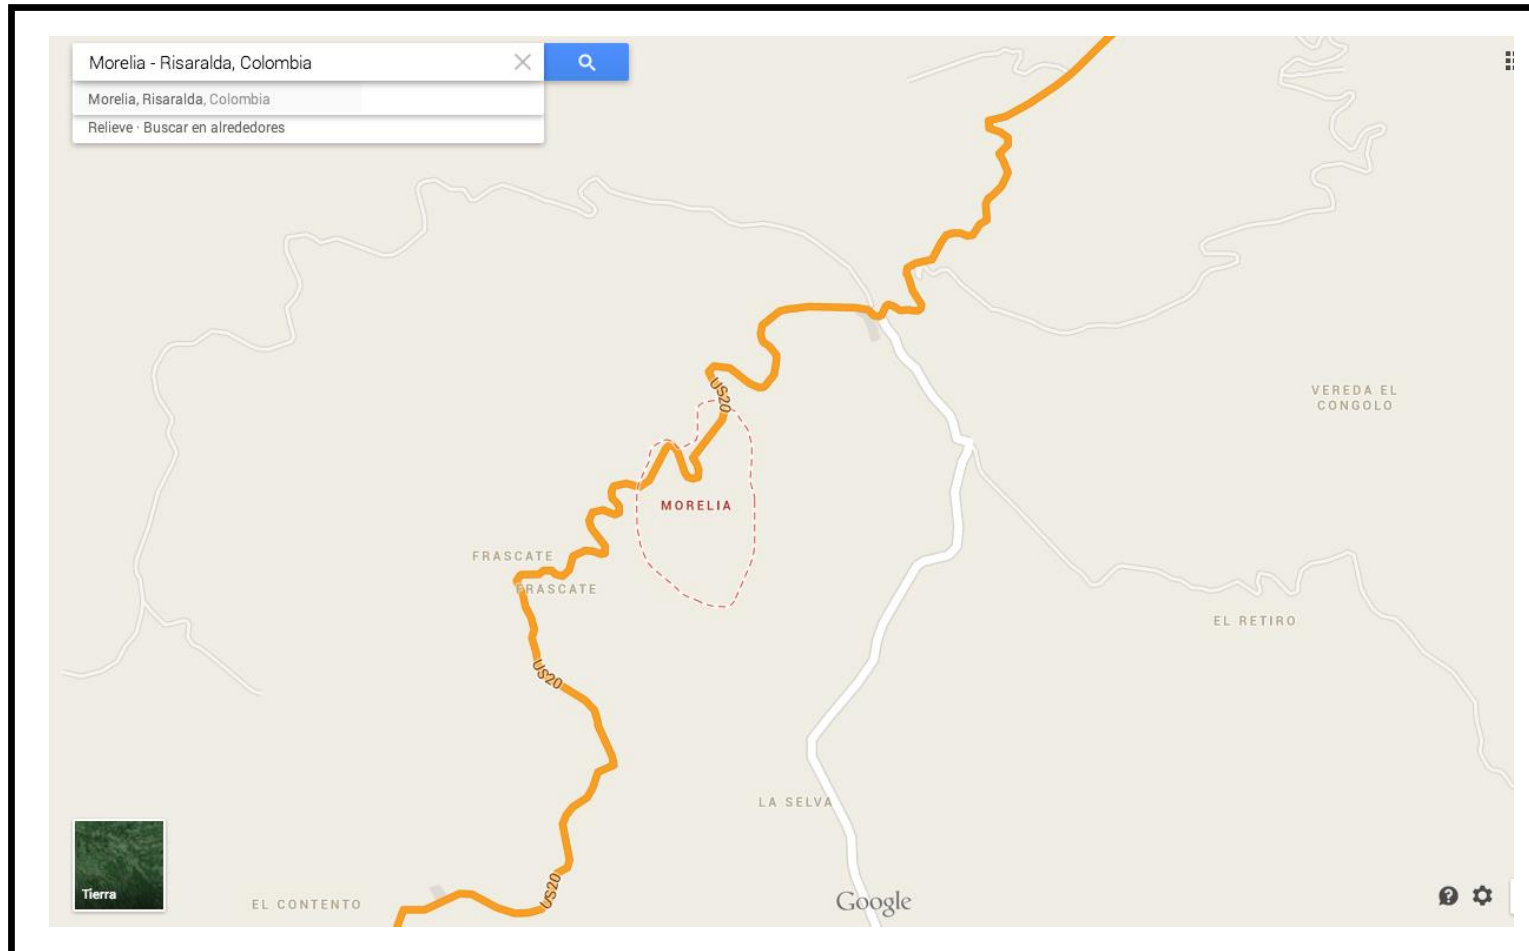 Morelia - Risaralda, Colombia
Morelia, Risaralda, Colombia
Relieve · Buscar en alrededores
US20
VEREDA EL
CONGOLO
MORELIA
FRASCATE
FRASCATE
EL RETIRO
US20
LA SELVA
Tierra
US20
EL CONTENTO
Google